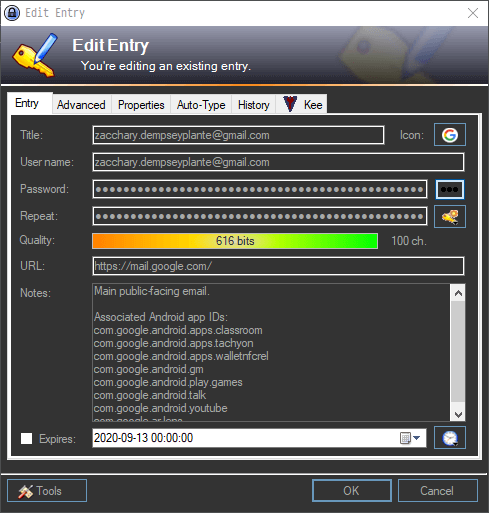 Edit Entry
Edit Entry
You're editing an existing entry.
Entry Advanced Properties Auto-Type History Kee
Title: zacchary.dempseyplante@gmail.com Icon:
User name: zacchary.dempseyplante@gmail.com
Password:
Repeat:
Quality: 616 bits 100 ch.
URL: https://mail.google.com/
Notes: Main public-facing email.
Associated Android app IDs:
com.google.android.apps.classroom
com.google.android.apps.tachyon
com.google.android.apps.walletnfcrel
com.google.android.gm
com.google.android.play.games
com.google.android.talk
com.google.android.youtube
Expires: 2020-09-13 00:00:00
Tools OK Cancel